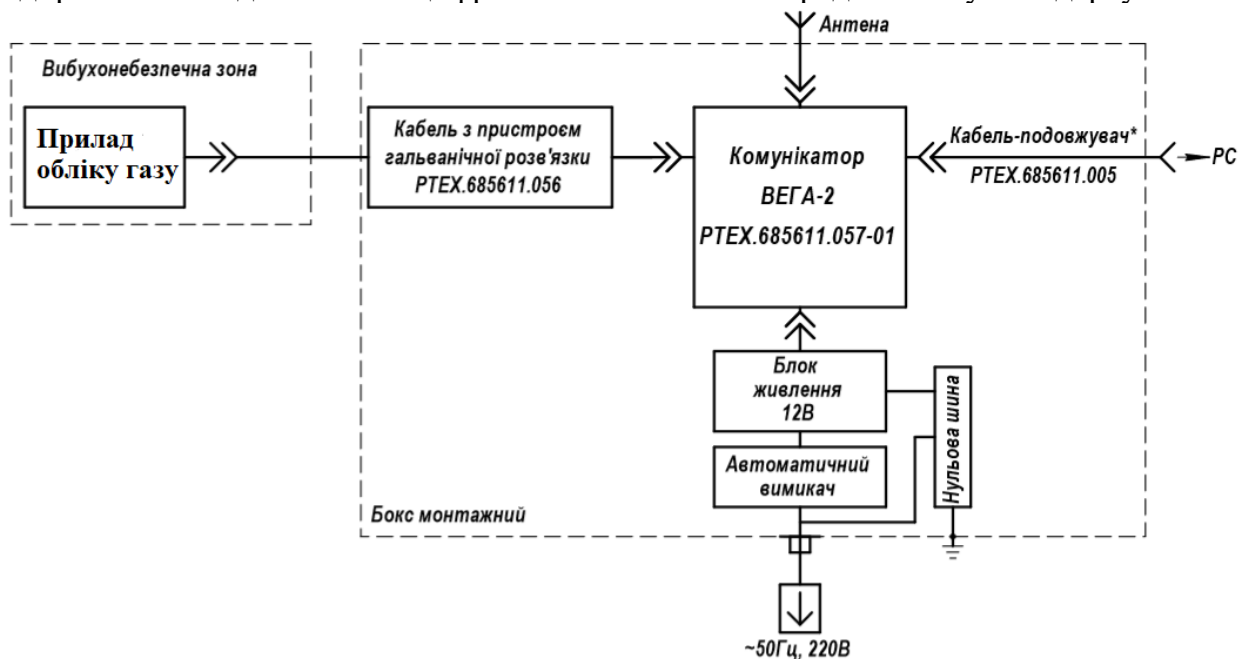 Антена
Вибухонебезпечна зона
Прилад
обліку газу
Кабель з пристроєм
гальванічної розв'язки
РТЕХ.685611.056
Комунікатор
ВЕГА-2
РТЕХ.685611.057-01
Кабель-подовжувач*
РТЕХ.685611.005
PC
Блок
живлення
12В
Автоматичний
вимикач
Нульова шина
Бокс монтажний
~50Гц, 220В